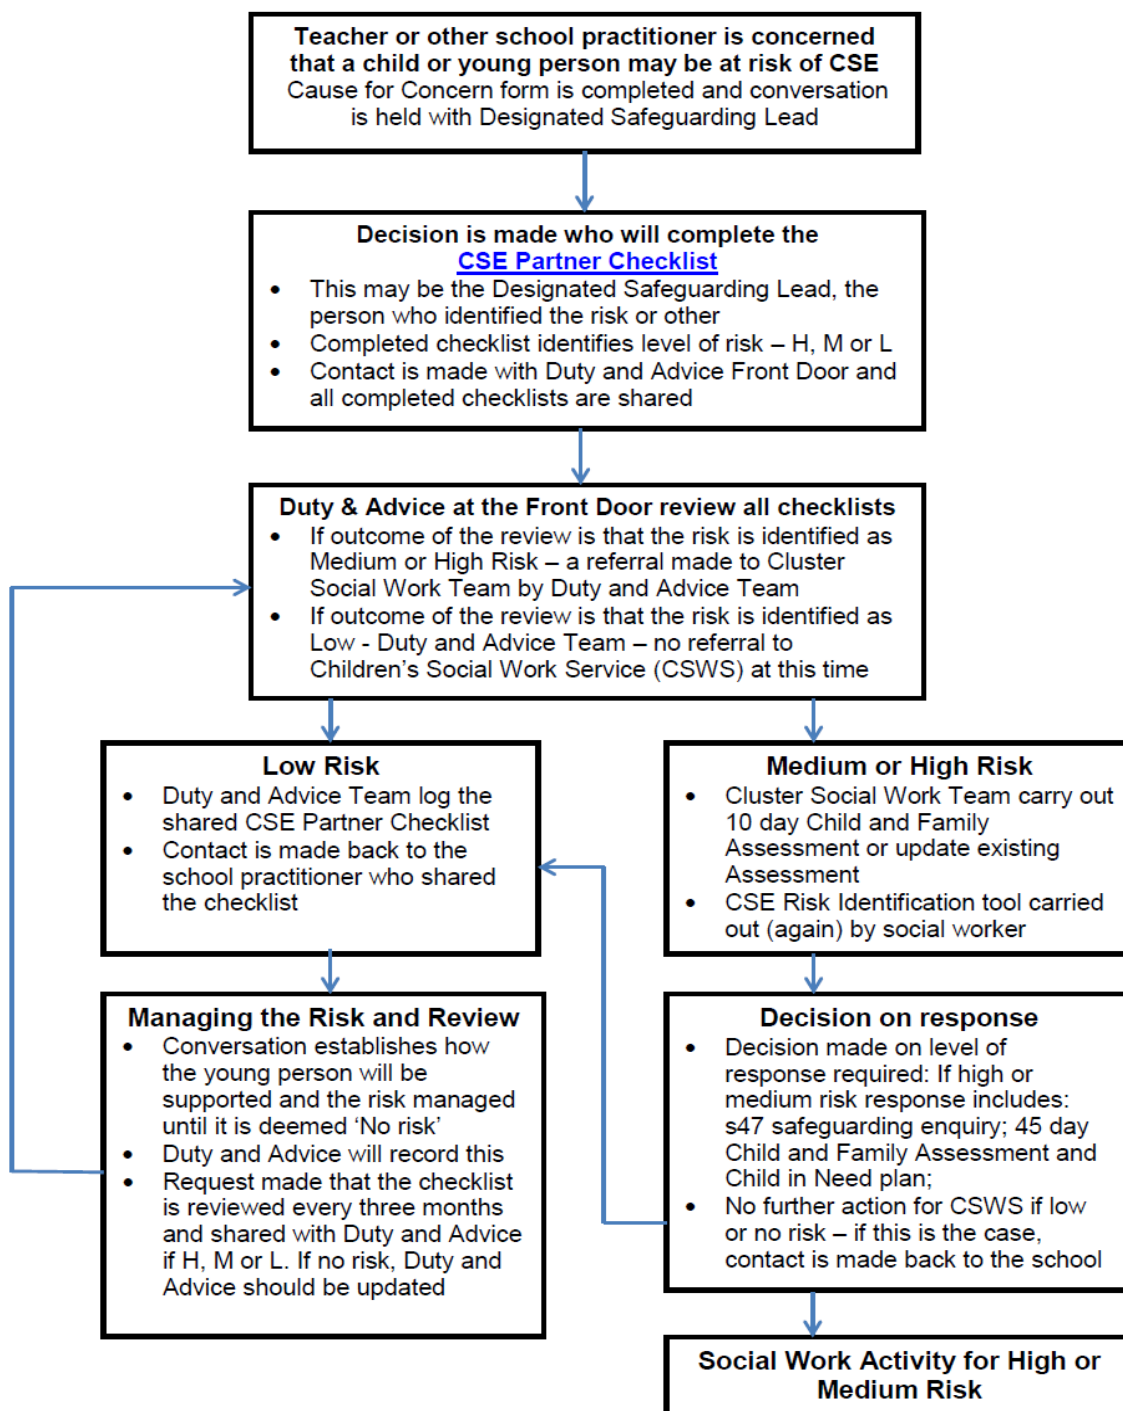 Teacher or other school practitioner is concerned
that a child or young person may be at risk of CSE
Cause for Concern form is completed and conversation
is held with Designated Safeguarding Lead
Decision is made who will complete the
CSE Partner Checklist
• This may be the Designated Safeguarding Lead, the
person who identified the risk or other
• Completed checklist identifies level of risk – H, M or L
• Contact is made with Duty and Advice Front Door and
all completed checklists are shared
Duty & Advice at the Front Door review all checklists
• If outcome of the review is that the risk is identified as
Medium or High Risk – a referral made to Cluster
Social Work Team by Duty and Advice Team
• If outcome of the review is that the risk is identified as
Low - Duty and Advice Team – no referral to
Children's Social Work Service (CSWS) at this time
Low Risk
• Duty and Advice Team log the
shared CSE Partner Checklist
• Contact is made back to the
school practitioner who shared
the checklist
Medium or High Risk
• Cluster Social Work Team carry out
10 day Child and Family
Assessment or update existing
Assessment
• CSE Risk Identification tool carried
out (again) by social worker
Managing the Risk and Review
• Conversation establishes how
the young person will be
supported and the risk managed
until it is deemed 'No risk'
• Duty and Advice will record this
• Request made that the checklist
is reviewed every three months
and shared with Duty and Advice
if H, M or L. If no risk, Duty and
Advice should be updated
Decision on response
• Decision made on level of
response required: If high or
medium risk response includes:
s47 safeguarding enquiry; 45 day
Child and Family Assessment and
Child in Need plan;
• No further action for CSWS if low
or no risk – if this is the case,
contact is made back to the school
Social Work Activity for High or
Medium Risk